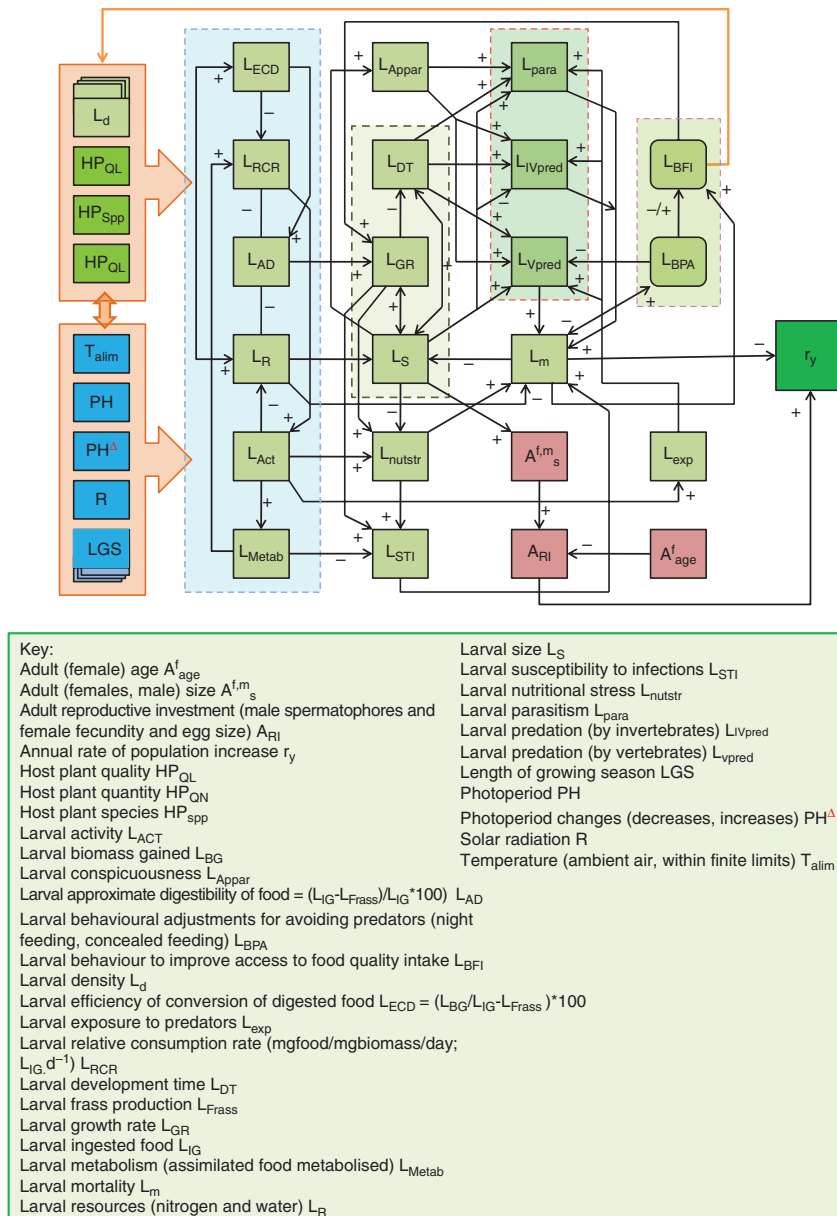 L_ECD
L_Appar
L_para
L_d
HP_QL
HP_Spp
HP_QL
L_RCR
L_DT
L_IVpred
L_BFI
−/+
L_AD
L_GR
L_Vpred
L_BPA
T_alim
PH
PH^Δ
R
LGS
L_R
L_S
L_m
r_y
L_Act
L_nutstr
A^f,m_s
L_exp
L_Metab
L_STI
A_RI
A^f_age
Key:
Adult (female) age A^f_age
Adult (females, male) size A^f,m_s
Adult reproductive investment (male spermatophores and
female fecundity and egg size) A_RI
Annual rate of population increase r_y
Host plant quality HP_QL
Host plant quantity HP_QN
Host plant species HP_spp
Larval activity L_ACT
Larval biomass gained L_BG
Larval conspicuousness L_Appar
Larval approximate digestibility of food = (L_IG-L_Frass)/L_IG*100) L_AD
Larval behavioural adjustments for avoiding predators (night
feeding, concealed feeding) L_BPA
Larval behaviour to improve access to food quality intake L_BFI
Larval density L_d
Larval efficiency of conversion of digested food L_ECD = (L_BG/L_IG-L_Frass )*100
Larval exposure to predators L_exp
Larval relative consumption rate (mgfood/mgbiomass/day;
L_IG.d^−1) L_RCR
Larval development time L_DT
Larval frass production L_Frass
Larval growth rate L_GR
Larval ingested food L_IG
Larval metabolism (assimilated food metabolised) L_Metab
Larval mortality L_m
Larval resources (nitrogen and water) L_R
Larval size L_S
Larval susceptibility to infections L_STI
Larval nutritional stress L_nutstr
Larval parasitism L_para
Larval predation (by invertebrates) L_IVpred
Larval predation (by vertebrates) L_vpred
Length of growing season LGS
Photoperiod PH
Photoperiod changes (decreases, increases) PH^Δ
Solar radiation R
Temperature (ambient air, within finite limits) T_alim